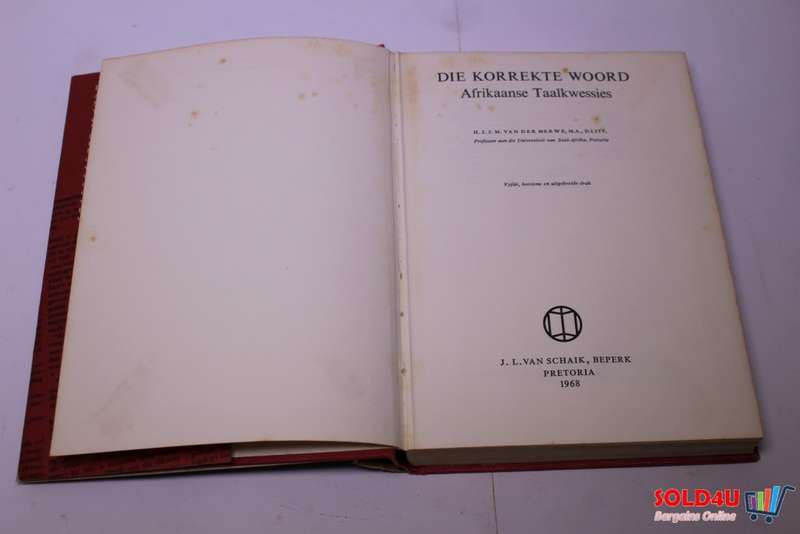 DIE KORREKTE WOORD
Afrikaanse Taalkwessies
H. J. J. M. VAN DER MERWE, M.A., D.LITT.
Professor aan die Universiteit van Suid-Afrika, Pretoria
Vyfde, hersiene en uitgebreide druk
J. L. VAN SCHAIK, BEPERK
PRETORIA
1968
SOLD4U
Bargains Online